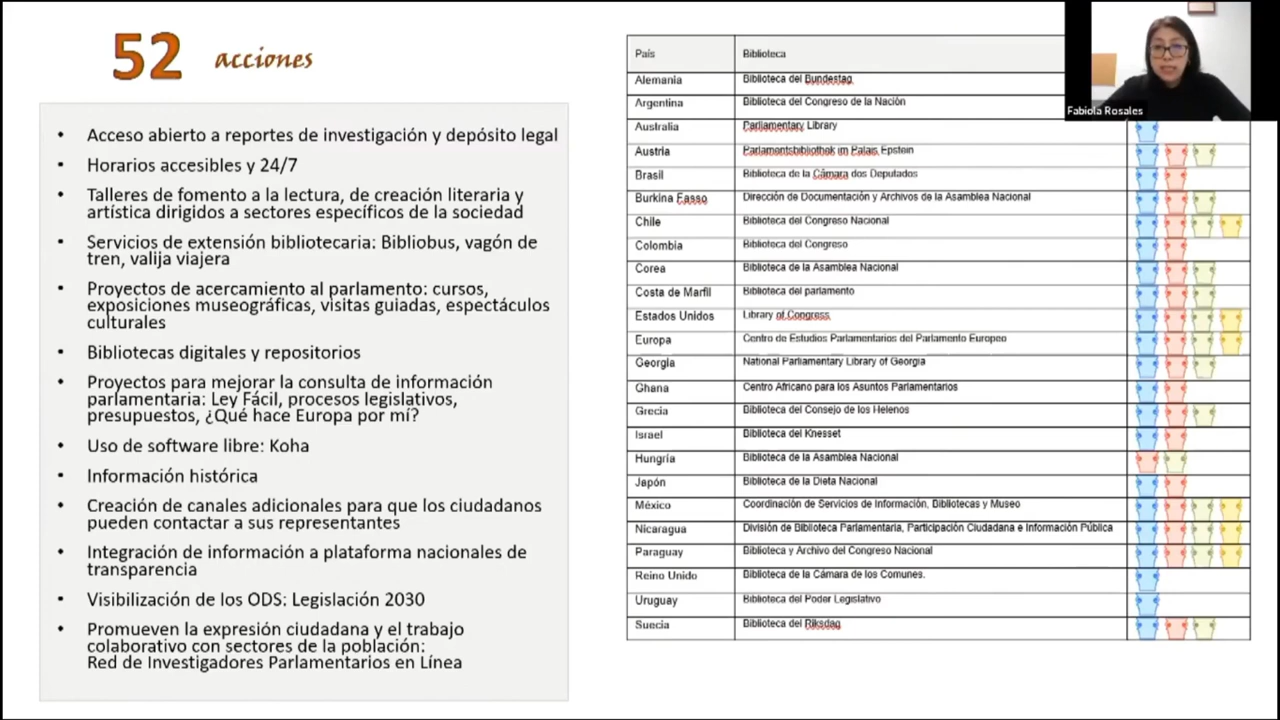 52 acciones
• Acceso abierto a reportes de investigación y depósito legal
• Horarios accesibles y 24/7
• Talleres de fomento a la lectura, de creación literaria y
artística dirigidos a sectores específicos de la sociedad
• Servicios de extensión bibliotecaria: Bibliobus, vagón de
tren, valija viajera
• Proyectos de acercamiento al parlamento: cursos,
exposiciones museográficas, visitas guiadas, espectáculos
culturales
• Bibliotecas digitales y repositorios
• Proyectos para mejorar la consulta de información
parlamentaria: Ley Fácil, procesos legislativos,
presupuestos, ¿Qué hace Europa por mí?
• Uso de software libre: Koha
• Información histórica
• Creación de canales adicionales para que los ciudadanos
pueden contactar a sus representantes
• Integración de información a plataforma nacionales de
transparencia
• Visibilización de los ODS: Legislación 2030
• Promueven la expresión ciudadana y el trabajo
colaborativo con sectores de la población:
Red de Investigadores Parlamentarios en Línea
País Biblioteca
Alemania Biblioteca del Bundestag
Argentina Biblioteca del Congreso de la Nación
Australia Parliamentary Library
Austria Parlamentsbibliothek im Palais Epstein
Brasil Biblioteca de la Câmara dos Deputados
Burkina Fasso Dirección de Documentación y Archivos de la Asamblea Nacional
Chile Biblioteca del Congreso Nacional
Colombia Biblioteca del Congreso
Corea Biblioteca de la Asamblea Nacional
Costa de Marfil Biblioteca del parlamento
Estados Unidos Library of Congress
Europa Centro de Estudios Parlamentarios del Parlamento Europeo
Georgia National Parliamentary Library of Georgia
Ghana Centro Africano para los Asuntos Parlamentarios
Grecia Biblioteca del Consejo de los Helenos
Israel Biblioteca del Knesset
Hungría Biblioteca de la Asamblea Nacional
Japón Biblioteca de la Dieta Nacional
México Coordinación de Servicios de Información, Bibliotecas y Museo
Nicaragua División de Biblioteca Parlamentaria, Participación Ciudadana e Información Pública
Paraguay Biblioteca y Archivo del Congreso Nacional
Reino Unido Biblioteca de la Cámara de los Comunes.
Uruguay Biblioteca del Poder Legislativo
Suecia Biblioteca del Riksdag
Fabiola Rosales